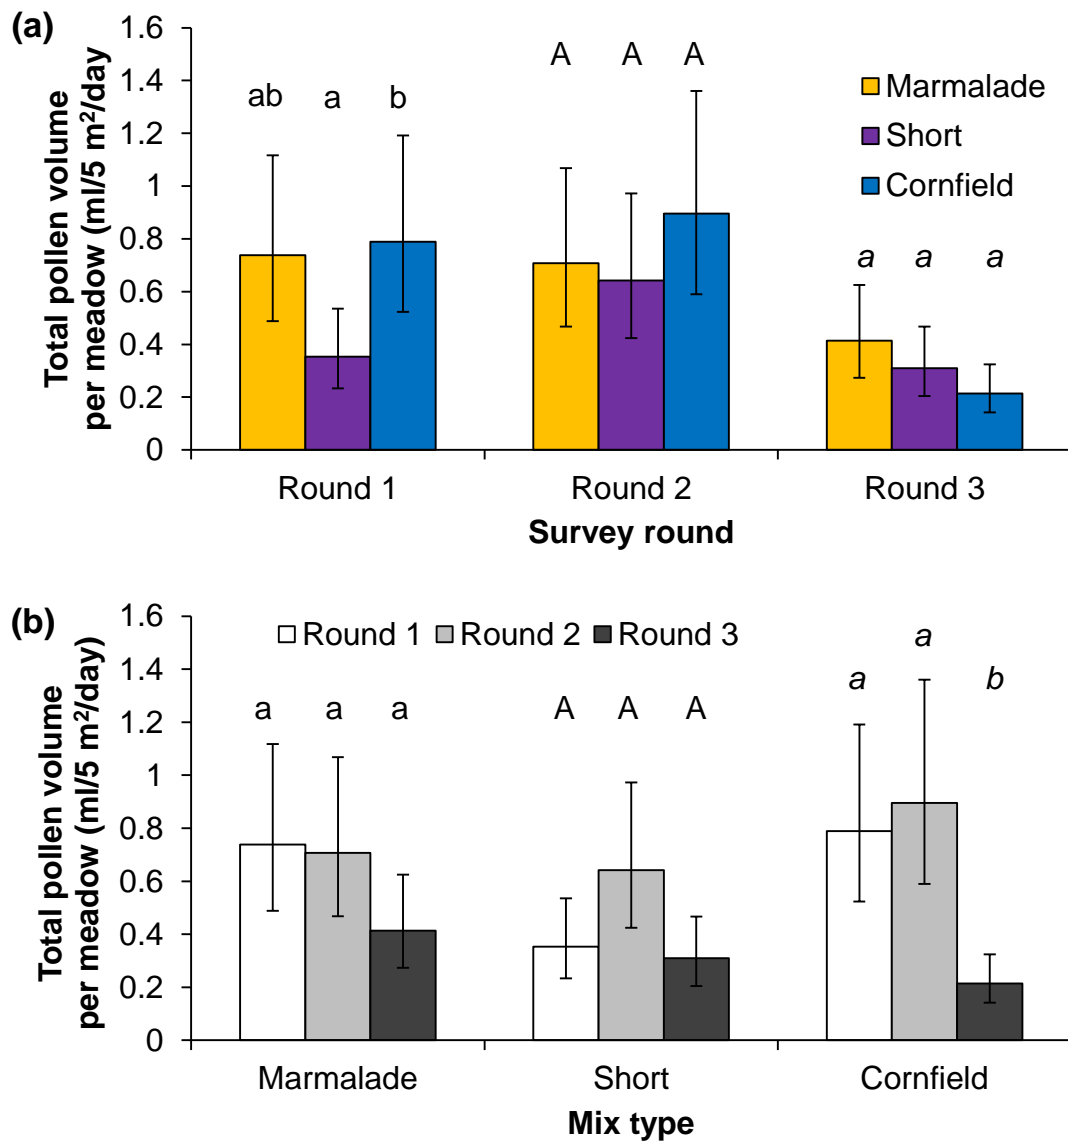 (a)
Total pollen volume
per meadow (ml/5 m²/day
1.6
1.4
1.2
1
0.8
0.6
0.4
0.2
0
ab a b
A A A
a a a
Marmalade
Short
Cornfield
Round 1 Round 2 Round 3
Survey round
(b)
Total pollen volume
per meadow (ml/5 m²/day)
1.6
1.4
1.2
1
0.8
0.6
0.4
0.2
0
Round 1 Round 2 Round 3
a a a
A A A
a a b
Marmalade Short Cornfield
Mix type